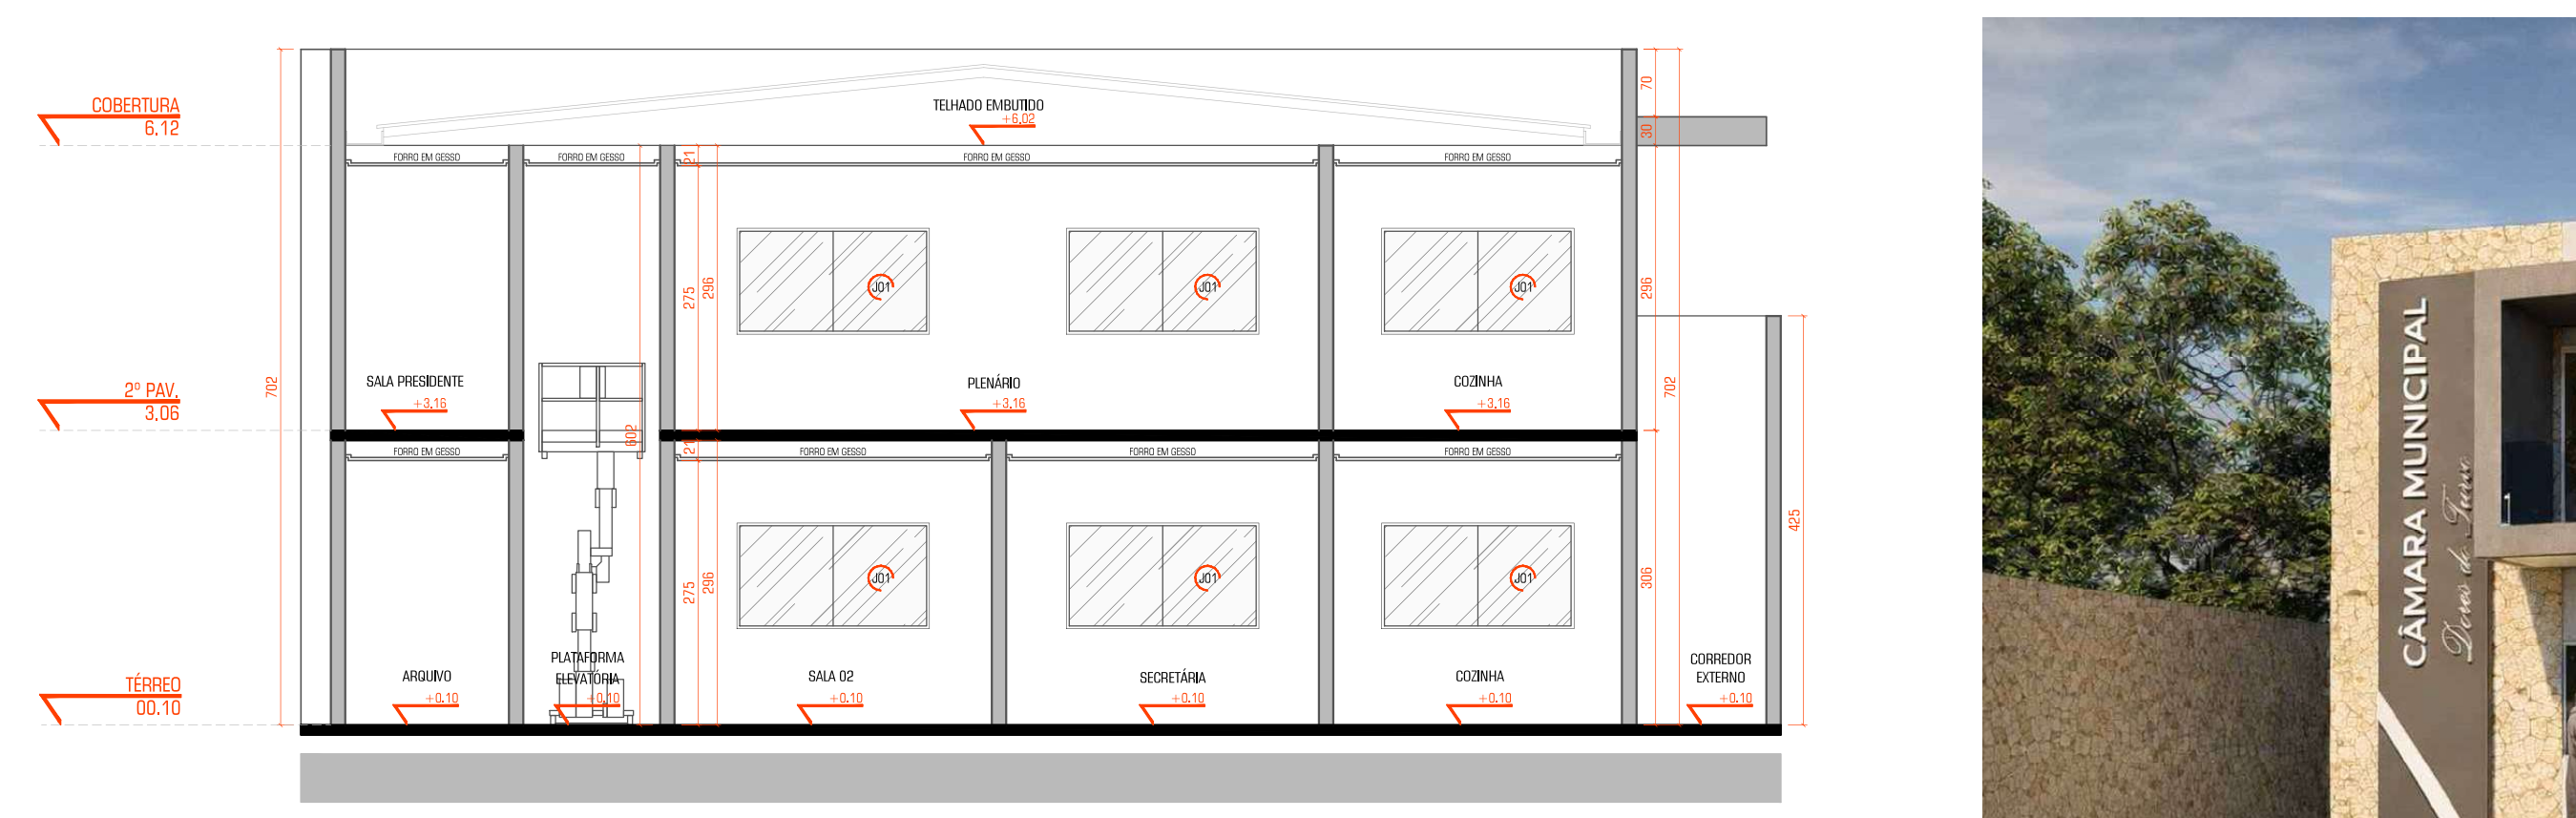 COBERTURA
6.12
2º PAV.
3.06
TÉRREO
00.10
702
TELHADO EMBUTIDO
+6.02
FORRO EM GESSO
FORRO EM GESSO
FORRO EM GESSO
FORRO EM GESSO
21
275
296
602
J01
J01
J01
SALA PRESIDENTE
+3.16
PLENÁRIO
+3.16
COZINHA
+3.16
FORRO EM GESSO
FORRO EM GESSO
FORRO EM GESSO
FORRO EM GESSO
21
275
296
J01
J01
J01
ARQUIVO
+0.10
PLATAFORMA
ELEVATÓRIA
+0.10
SALA 02
+0.10
SECRETÁRIA
+0.10
COZINHA
+0.10
CORREDOR
EXTERNO
+0.10
70
30
296
306
702
425
CÂMARA MUNICIPAL
Dores do Turvo